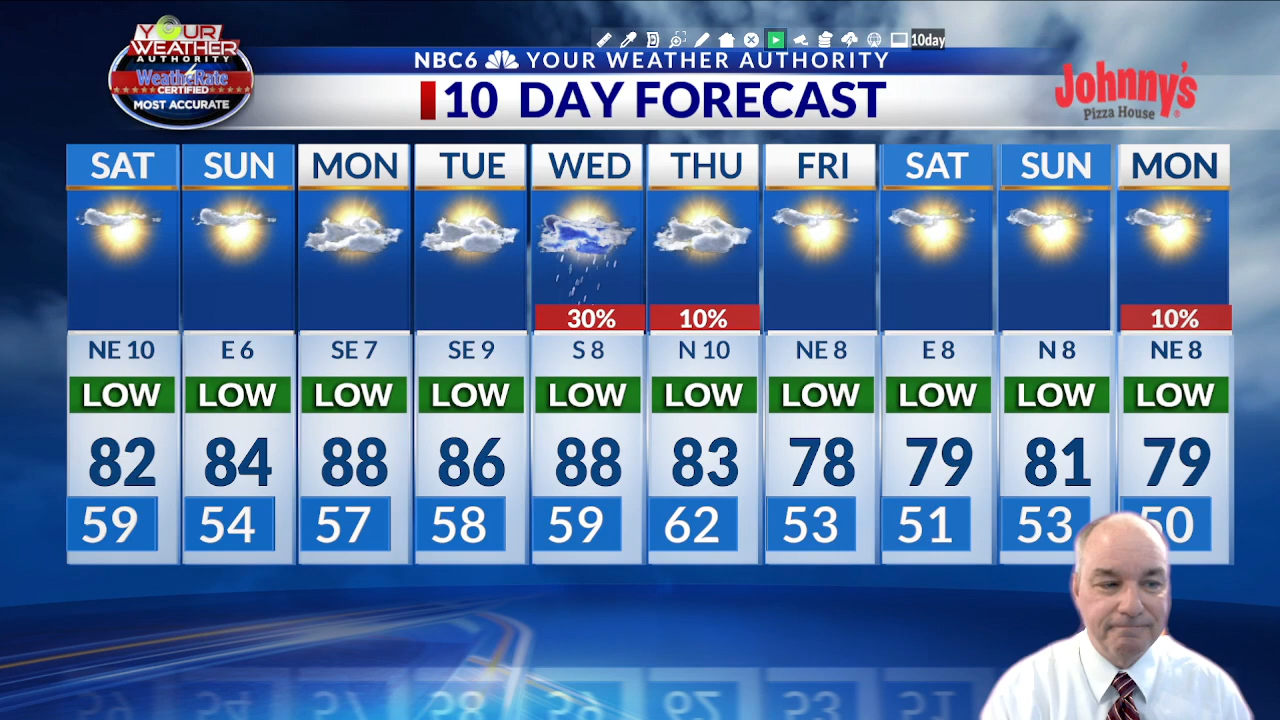 YOUR
WEATHER
AUTHORITY
WeatheRate
CERTIFIED
MOST ACCURATE
10day
NBC6 YOUR WEATHER AUTHORITY
10 DAY FORECAST
Johnny's
Pizza House
SAT SUN MON TUE WED THU FRI SAT SUN MON
30% 10% 10%
NE 10 E 6 SE 7 SE 9 S 8 N 10 NE 8 E 8 N 8 NE 8
LOW LOW LOW LOW LOW LOW LOW LOW LOW LOW
82 84 88 86 88 83 78 79 81 79
59 54 57 58 59 62 53 51 53 50